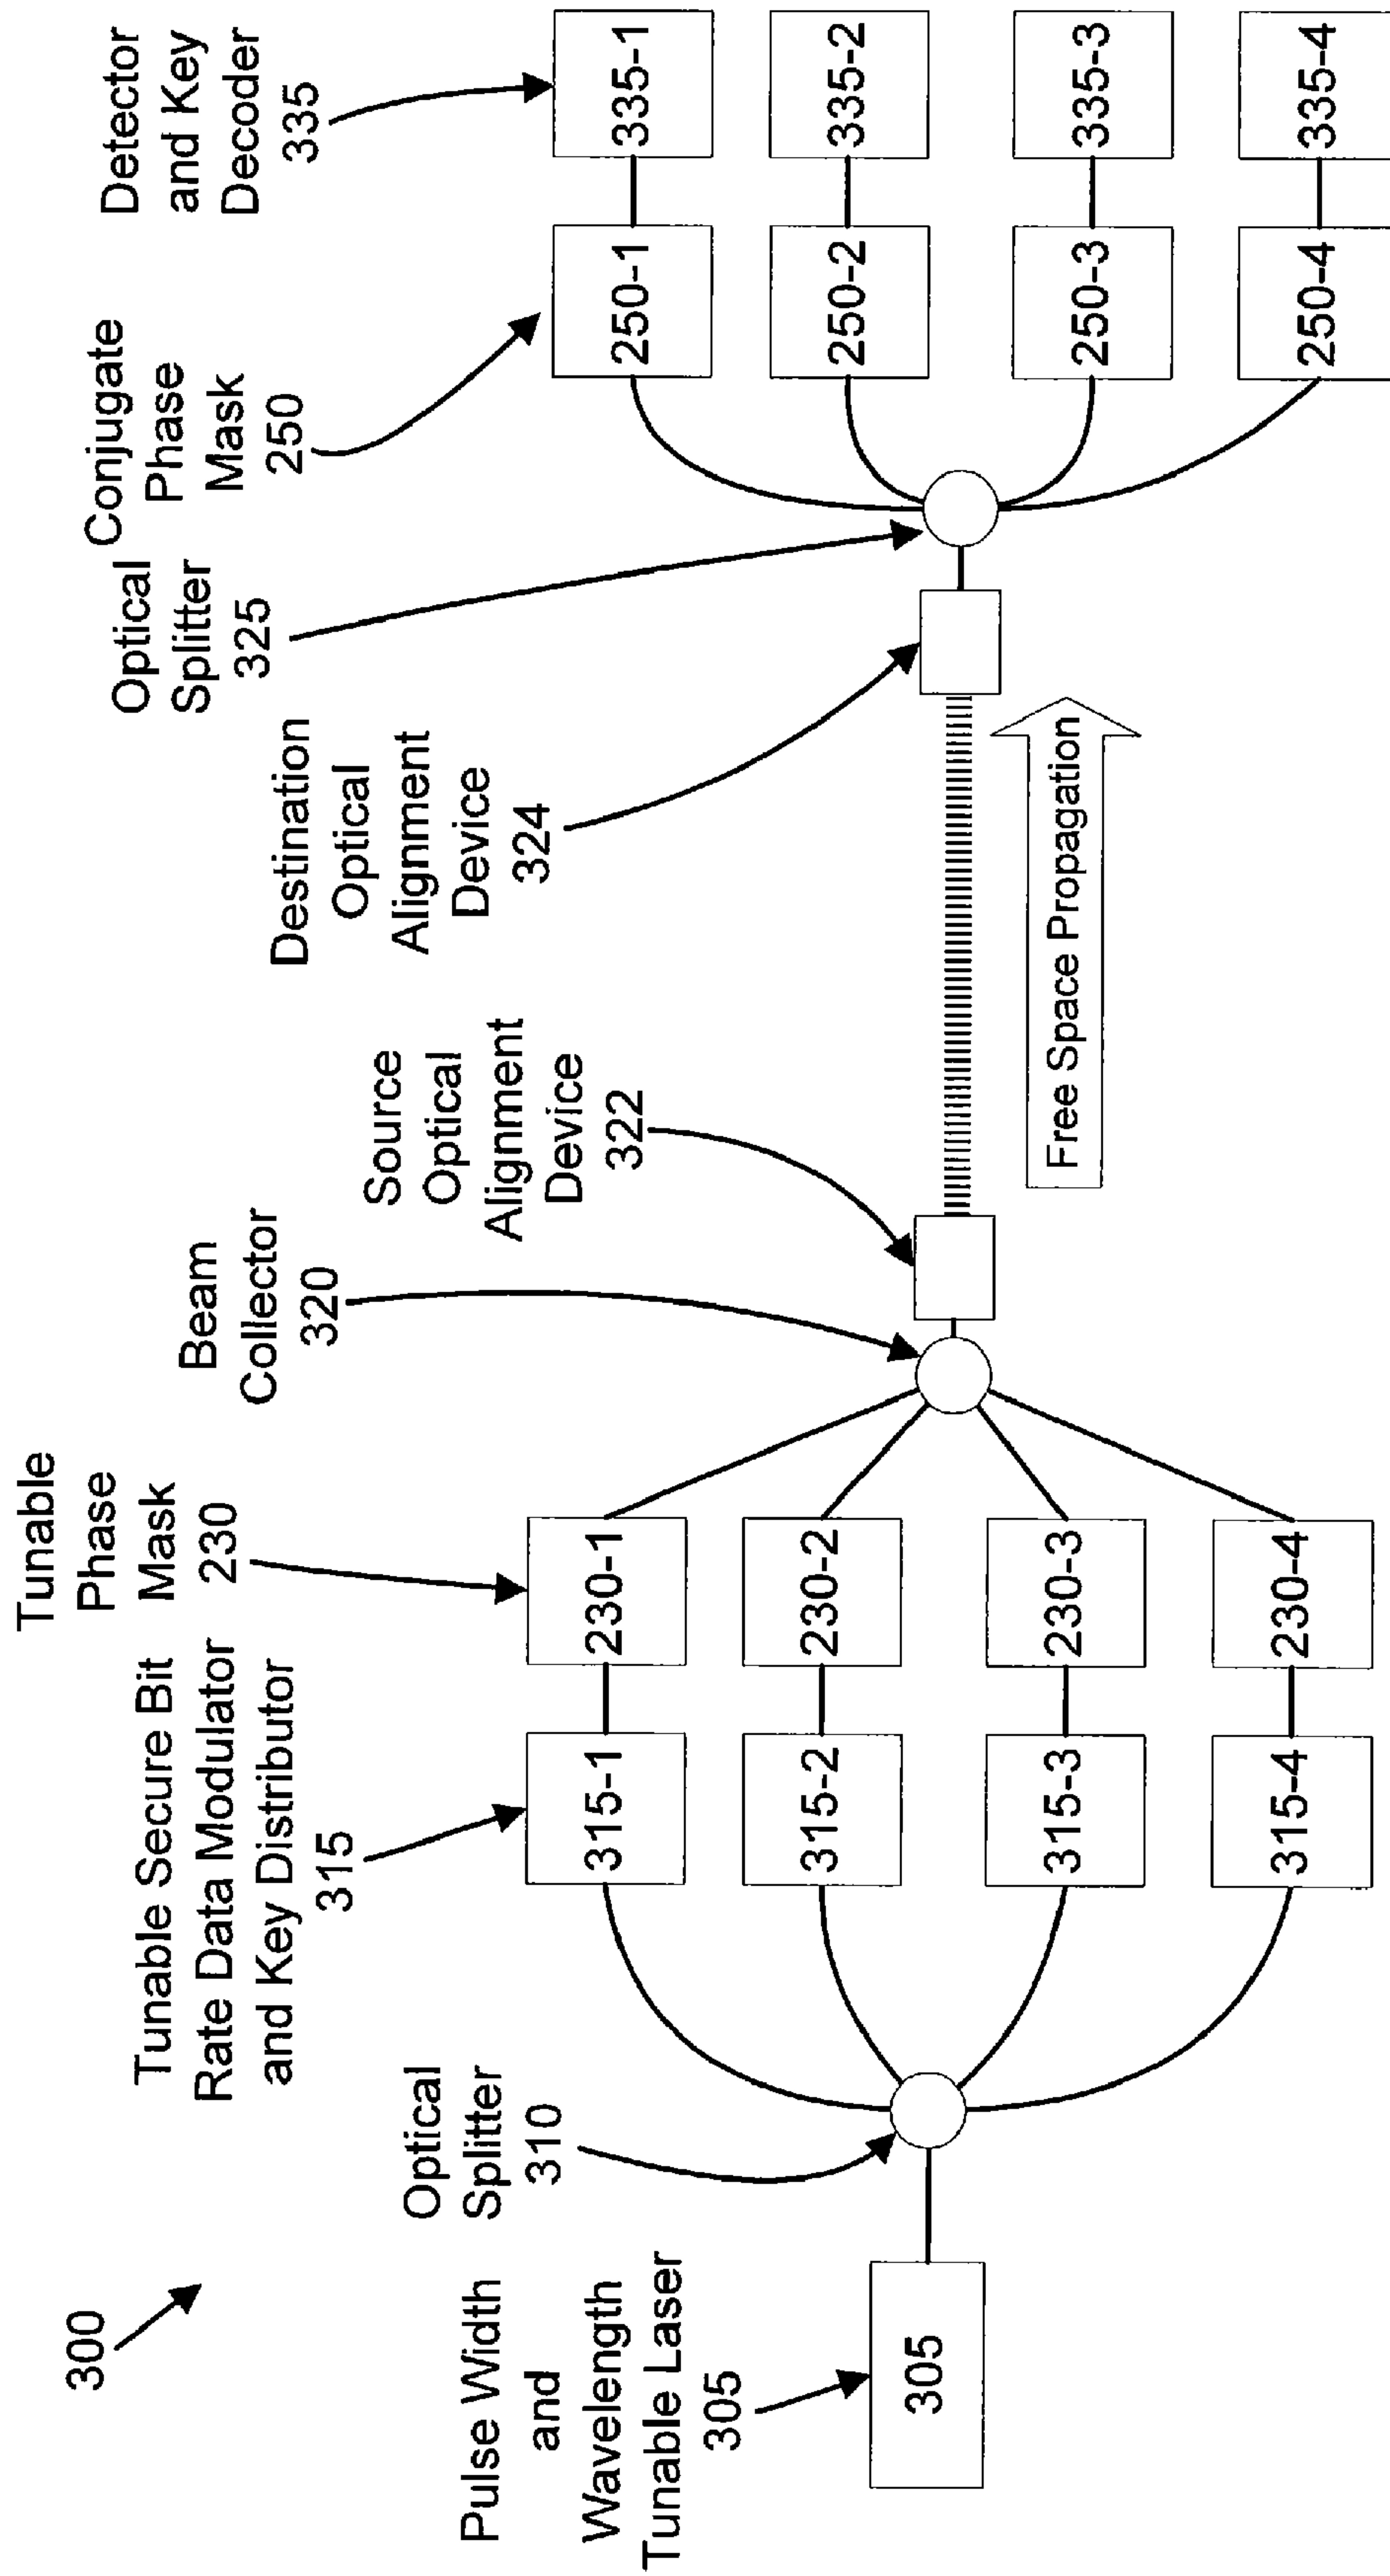 300
Pulse Width
and
Wavelength
Tunable Laser
305
305
Optical
Splitter
310
Tunable Secure Bit
Rate Data Modulator
and Key Distributor
315
315-1
315-2
315-3
315-4
Tunable
Phase
Mask 230
230-1
230-2
230-3
230-4
Beam
Collector
320
Source
Optical
Alignment
Device
322
Free Space Propagation
Destination
Optical
Alignment
Device
324
Optical
Splitter
325
Conjugate
Phase
Mask
250
250-1
250-2
250-3
250-4
Detector
and Key
Decoder
335
335-1
335-2
335-3
335-4